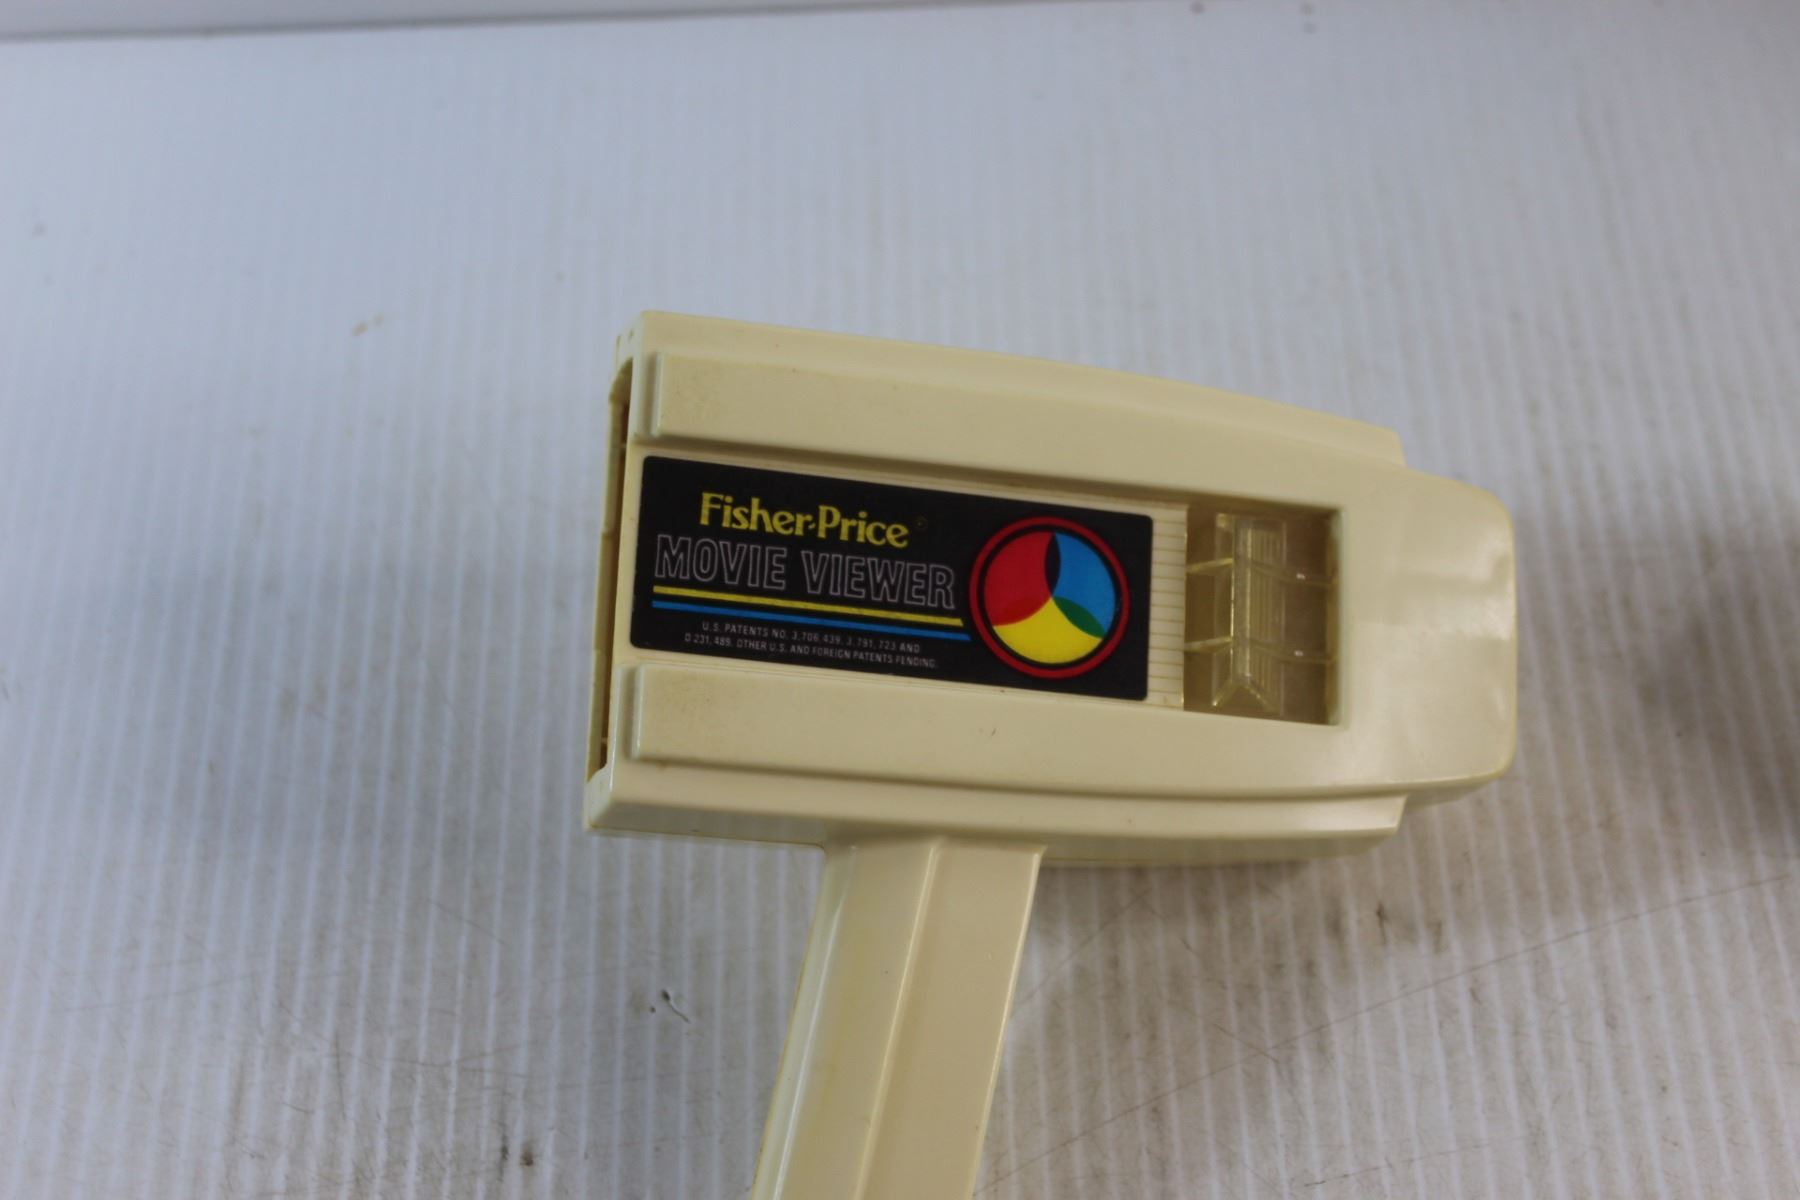 Fisher-Price®
MOVIE VIEWER
U.S. PATENTS NO. 3,706,439, 3,791,723 AND
D 231,489. OTHER U.S. AND FOREIGN PATENTS PENDING.